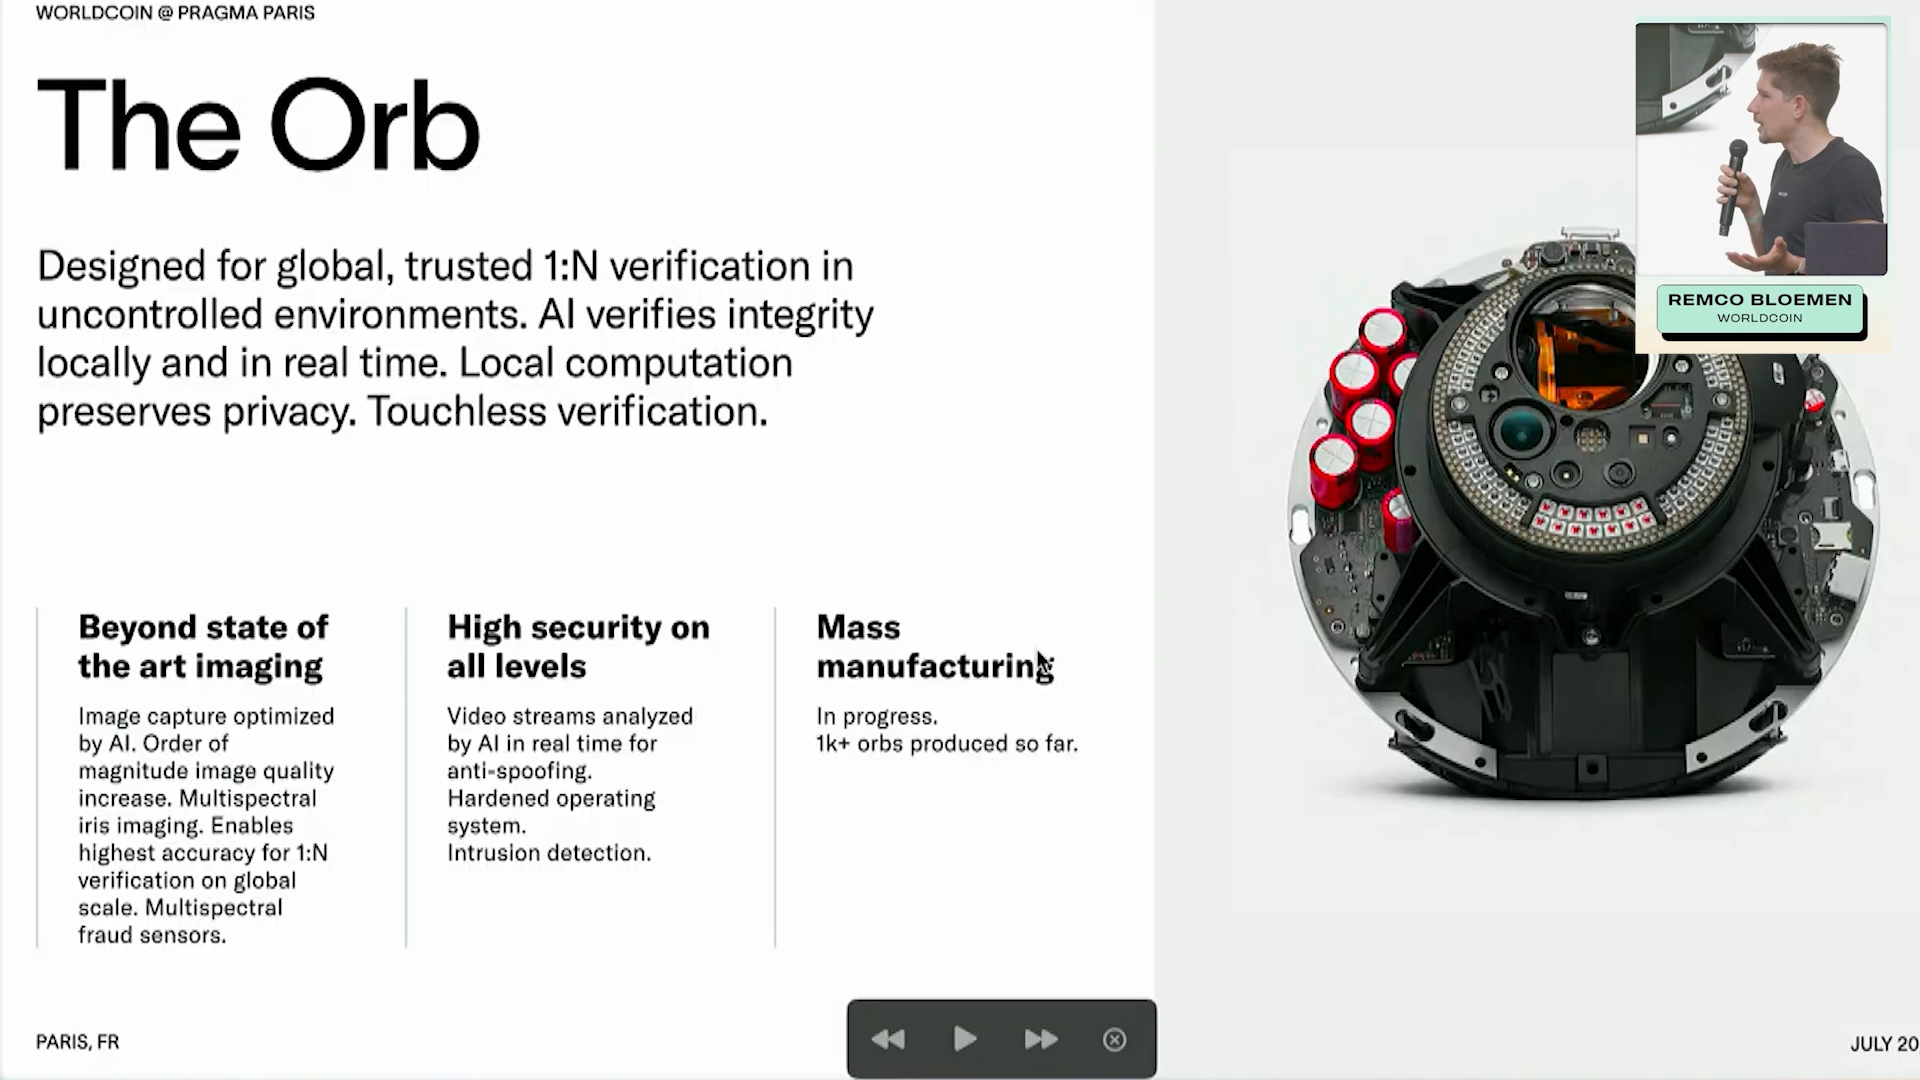 WORLDCOIN @ PRAGMA PARIS
The Orb
Designed for global, trusted 1:N verification in
uncontrolled environments. AI verifies integrity
locally and in real time. Local computation
preserves privacy. Touchless verification.
Beyond state of
the art imaging
Image capture optimized
by AI. Order of
magnitude image quality
increase. Multispectral
iris imaging. Enables
highest accuracy for 1:N
verification on global
scale. Multispectral
fraud sensors.
High security on
all levels
Video streams analyzed
by AI in real time for
anti-spoofing.
Hardened operating
system.
Intrusion detection.
Mass
manufacturing
In progress.
1k+ orbs produced so far.
REMCO BLOEMEN
WORLDCOIN
PARIS, FR
JULY 20